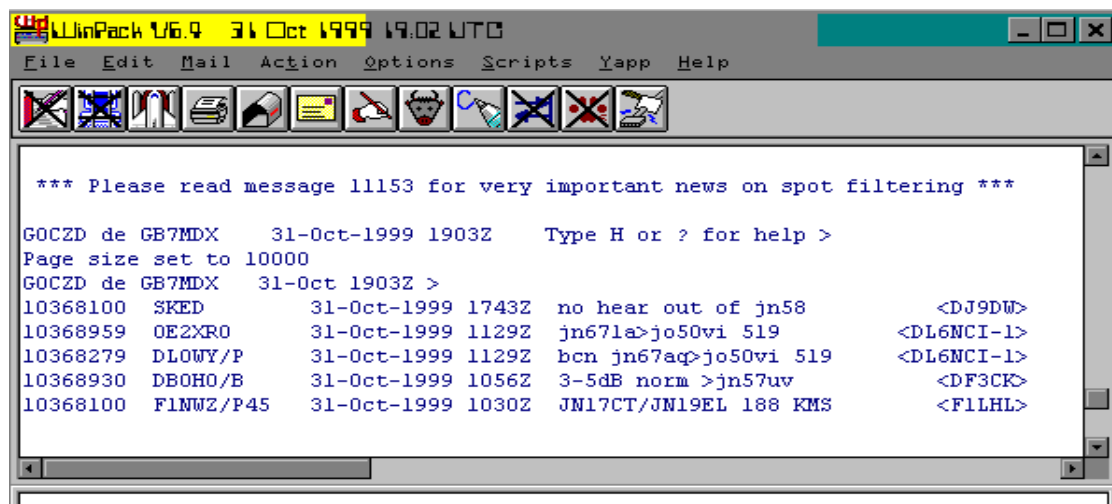 WinPack V6.9 31 Oct 1999 19.02 UTC
File Edit Mail Action Options Scripts Yapp Help
*** Please read message 11153 for very important news on spot filtering ***
G0CZD de GB7MDX 31-Oct-1999 1903Z Type H or ? for help >
Page size set to 10000
G0CZD de GB7MDX 31-Oct 1903Z >
10368100 SKED 31-Oct-1999 1743Z no hear out of jn58 <DJ9DW>
10368959 OE2XRO 31-Oct-1999 1129Z jn67la>jo50vi 519 <DL6NCI-1>
10368279 DL0WY/P 31-Oct-1999 1129Z bcn jn67aq>jo50vi 519 <DL6NCI-1>
10368930 DB0HO/B 31-Oct-1999 1056Z 3-5dB norm >jn57uv <DF3CK>
10368100 F1NWZ/P45 31-Oct-1999 1030Z JN17CT/JN19EL 188 KMS <F1LHL>